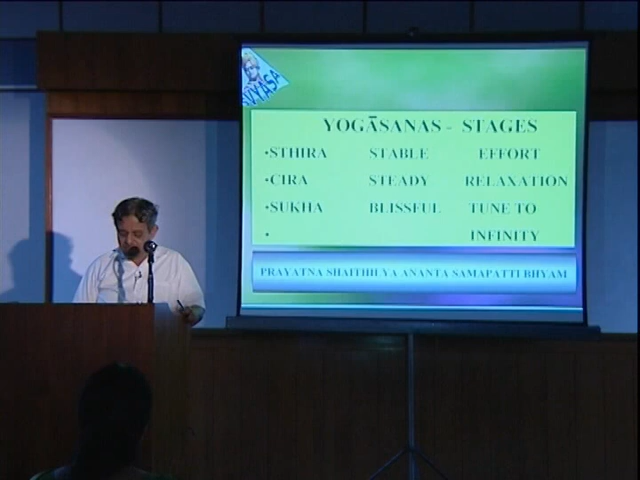 VYASA
YOGĀSANAS - STAGES
•STHIRA STABLE EFFORT
•CIRA STEADY RELAXATION
•SUKHA BLISSFUL TUNE TO
• INFINITY
PRAYATNA SHAITHILYA ANANTA SAMAPATTI BHYAM